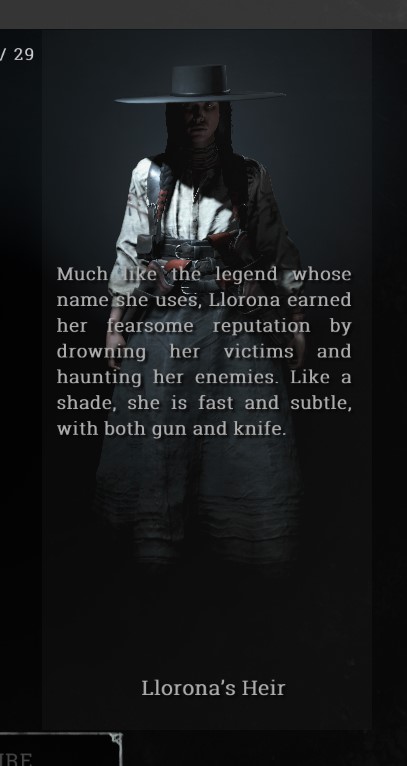 / 29
Much like the legend whose
name she uses, Llorona earned
her fearsome reputation by
drowning her victims and
haunting her enemies. Like a
shade, she is fast and subtle,
with both gun and knife.
Llorona's Heir